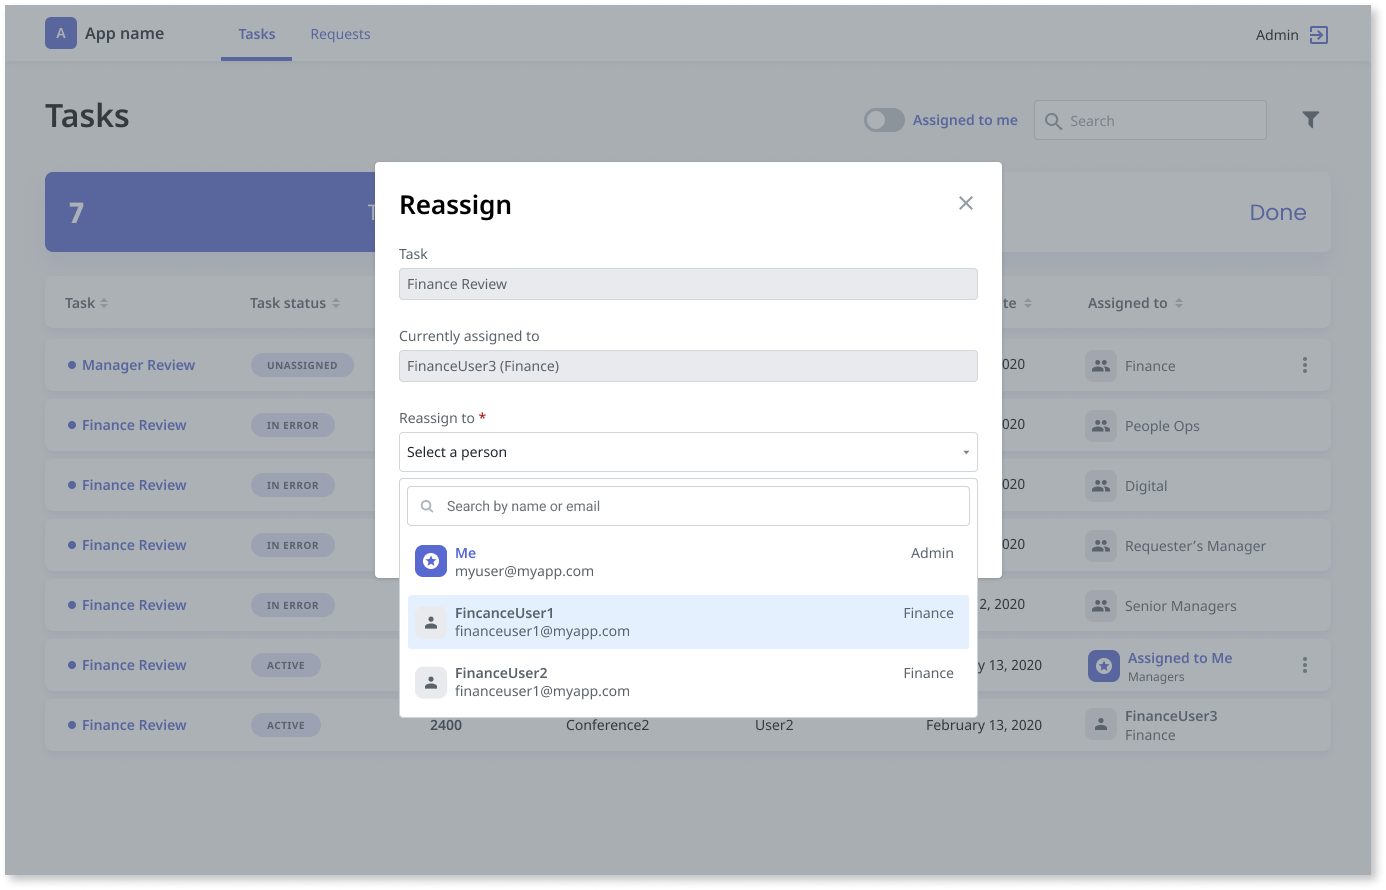 A App name Tasks Requests Admin
Tasks
Assigned to me
Search
7
Done
Task Task status Assigned to
Manager Review UNASSIGNED 020 Finance
Finance Review IN ERROR 020 People Ops
Finance Review IN ERROR 020 Digital
Finance Review IN ERROR 020 Requester's Manager
Finance Review IN ERROR 2, 2020 Senior Managers
Finance Review ACTIVE 13, 2020 Assigned to Me
Managers
Finance Review ACTIVE 2400 Conference2 User2 February 13, 2020 FinanceUser3
Finance
Reassign
Task
Finance Review
Currently assigned to
FinanceUser3 (Finance)
Reassign to *
Select a person
Search by name or email
Me Admin
myuser@myapp.com
FincanceUser1 Finance
financeuser1@myapp.com
FinanceUser2 Finance
financeuser1@myapp.com